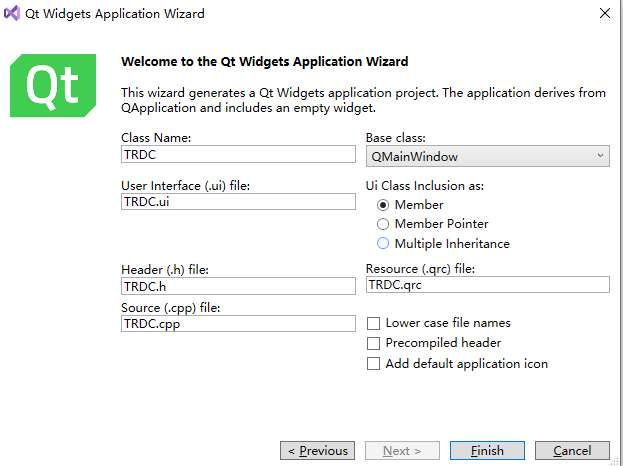 Qt Widgets Application Wizard
Qt
Welcome to the Qt Widgets Application Wizard
This wizard generates a Qt Widgets application project. The application derives from
QApplication and includes an empty widget.
Class Name:
TRDC
Base class:
QMainWindow
User Interface (.ui) file:
TRDC.ui
Ui Class Inclusion as:
Member
Member Pointer
Multiple Inheritance
Header (.h) file:
TRDC.h
Resource (.qrc) file:
TRDC.qrc
Source (.cpp) file:
TRDC.cpp
Lower case file names
Precompiled header
Add default application icon
< Previous
Next >
Finish
Cancel